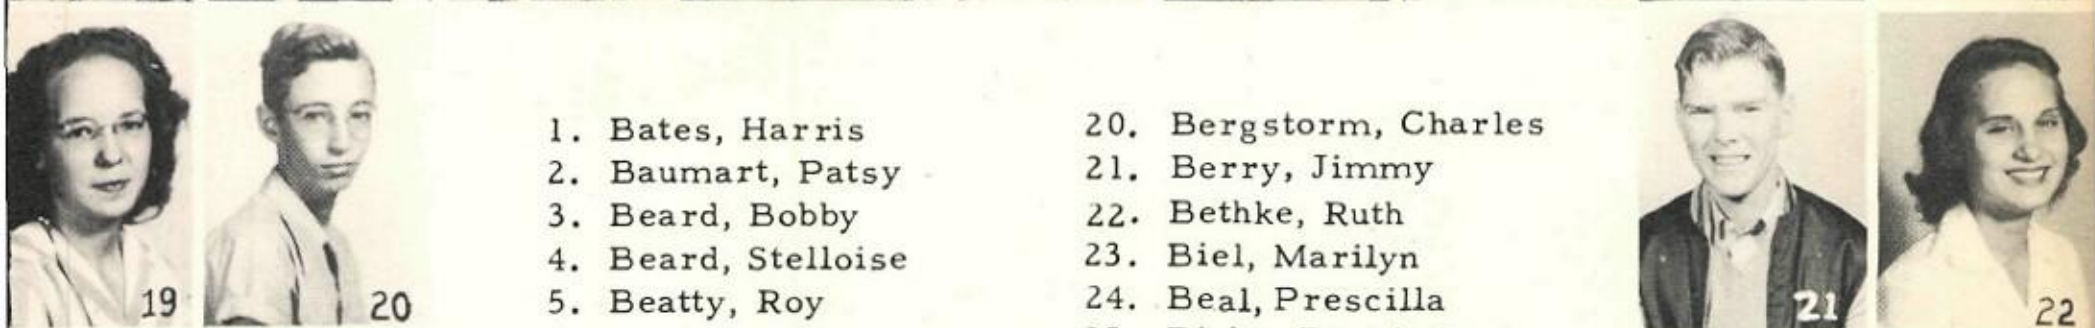 1. Bates, Harris
2. Baumart, Patsy
3. Beard, Bobby
4. Beard, Stelloise
5. Beatty, Roy
20. Bergstorm, Charles
21. Berry, Jimmy
22. Bethke, Ruth
23. Biel, Marilyn
24. Beal, Prescilla
19
20
21
22